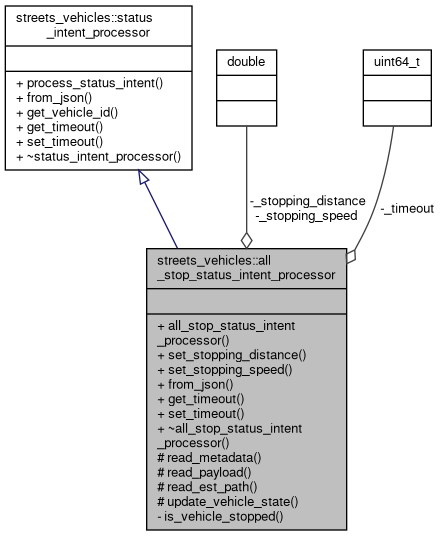 streets_vehicles::status
_intent_processor
+ process_status_intent()
+ from_json()
+ get_vehicle_id()
+ get_timeout()
+ set_timeout()
+ ~status_intent_processor()
double
uint64_t
-_stopping_distance
-_stopping_speed
-_timeout
streets_vehicles::all
_stop_status_intent_processor
+ all_stop_status_intent
_processor()
+ set_stopping_distance()
+ set_stopping_speed()
+ from_json()
+ get_timeout()
+ set_timeout()
+ ~all_stop_status_intent
_processor()
# read_metadata()
# read_payload()
# read_est_path()
# update_vehicle_state()
- is_vehicle_stopped()